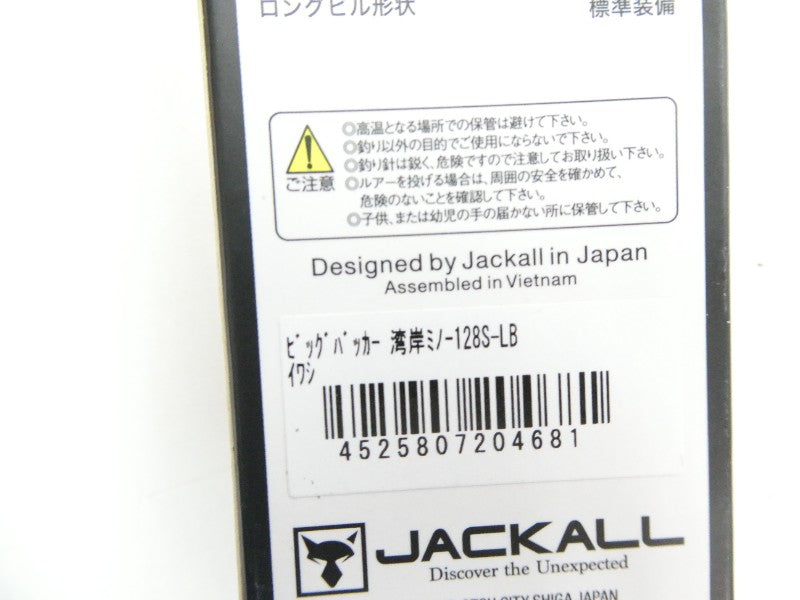 ロングビル形状
標準装備
ご注意
◎高温となる場所での保管は避けて下さい。
◎釣り以外の目的でご使用にならないで下さい。
◎釣り針は鋭く、危険ですので注意してお取り扱い下さい。
◎ルアーを投げる場合は、周囲の安全を確かめて、
危険のないことを確認して下さい。
◎子供、または幼児の手の届かない所に保管して下さい。
Designed by Jackall in Japan
Assembled in Vietnam
ﾋﾞｯｸﾞﾊﾞｯｶｰ 湾岸ﾐﾉｰ128S-LB
ｲﾜｼ
4525807204681
JACKALL
Discover the Unexpected
CITY SHIGA JAPAN